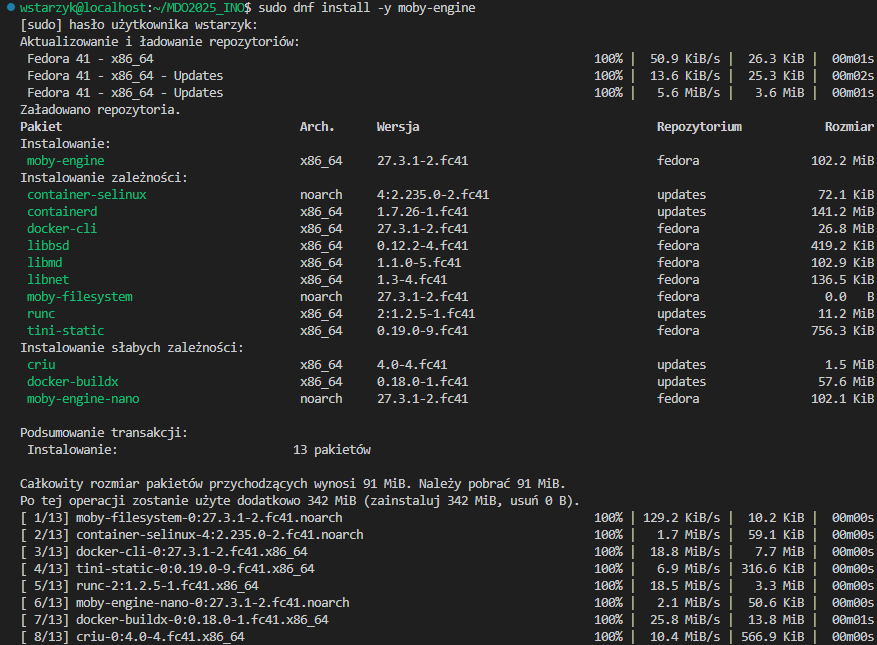 wstarzyk@localhost:~/MDO2025_INO$ sudo dnf install -y moby-engine
[sudo] hasło użytkownika wstarzyk:
Aktualizowanie i ładowanie repozytoriów:
Fedora 41 - x86_64 100% | 50.9 KiB/s | 26.3 KiB | 00m01s
Fedora 41 - x86_64 - Updates 100% | 13.6 KiB/s | 25.3 KiB | 00m02s
Fedora 41 - x86_64 - Updates 100% | 5.6 MiB/s | 3.6 MiB | 00m01s
Załadowano repozytoria.
Pakiet Arch. Wersja Repozytorium Rozmiar
Instalowanie:
moby-engine x86_64 27.3.1-2.fc41 fedora 102.2 MiB
Instalowanie zależności:
container-selinux noarch 4:2.235.0-2.fc41 updates 72.1 KiB
containerd x86_64 1.7.26-1.fc41 updates 141.2 MiB
docker-cli x86_64 27.3.1-2.fc41 fedora 26.8 MiB
libbsd x86_64 0.12.2-4.fc41 fedora 419.2 KiB
libmd x86_64 1.1.0-5.fc41 fedora 102.9 KiB
libnet x86_64 1.3-4.fc41 fedora 136.5 KiB
moby-filesystem noarch 27.3.1-2.fc41 fedora 0.0 B
runc x86_64 2:1.2.5-1.fc41 updates 11.2 MiB
tini-static x86_64 0.19.0-9.fc41 fedora 756.3 KiB
Instalowanie słabych zależności:
criu x86_64 4.0-4.fc41 updates 1.5 MiB
docker-buildx x86_64 0.18.0-1.fc41 updates 57.6 MiB
moby-engine-nano noarch 27.3.1-2.fc41 fedora 102.1 KiB
Podsumowanie transakcji:
Instalowanie: 13 pakietów
Całkowity rozmiar pakietów przychodzących wynosi 91 MiB. Należy pobrać 91 MiB.
Po tej operacji zostanie użyte dodatkowo 342 MiB (zainstaluj 342 MiB, usuń 0 B).
[ 1/13] moby-filesystem-0:27.3.1-2.fc41.noarch 100% | 129.2 KiB/s | 10.2 KiB | 00m00s
[ 2/13] container-selinux-4:2.235.0-2.fc41.noarch 100% | 1.7 MiB/s | 59.1 KiB | 00m00s
[ 3/13] docker-cli-0:27.3.1-2.fc41.x86_64 100% | 18.8 MiB/s | 7.7 MiB | 00m00s
[ 4/13] tini-static-0:0.19.0-9.fc41.x86_64 100% | 6.9 MiB/s | 316.6 KiB | 00m00s
[ 5/13] runc-2:1.2.5-1.fc41.x86_64 100% | 18.5 MiB/s | 3.3 MiB | 00m00s
[ 6/13] moby-engine-nano-0:27.3.1-2.fc41.noarch 100% | 2.1 MiB/s | 50.6 KiB | 00m00s
[ 7/13] docker-buildx-0:0.18.0-1.fc41.x86_64 100% | 25.8 MiB/s | 13.8 MiB | 00m01s
[ 8/13] criu-0:4.0-4.fc41.x86_64 100% | 10.4 MiB/s | 566.9 KiB | 00m00s